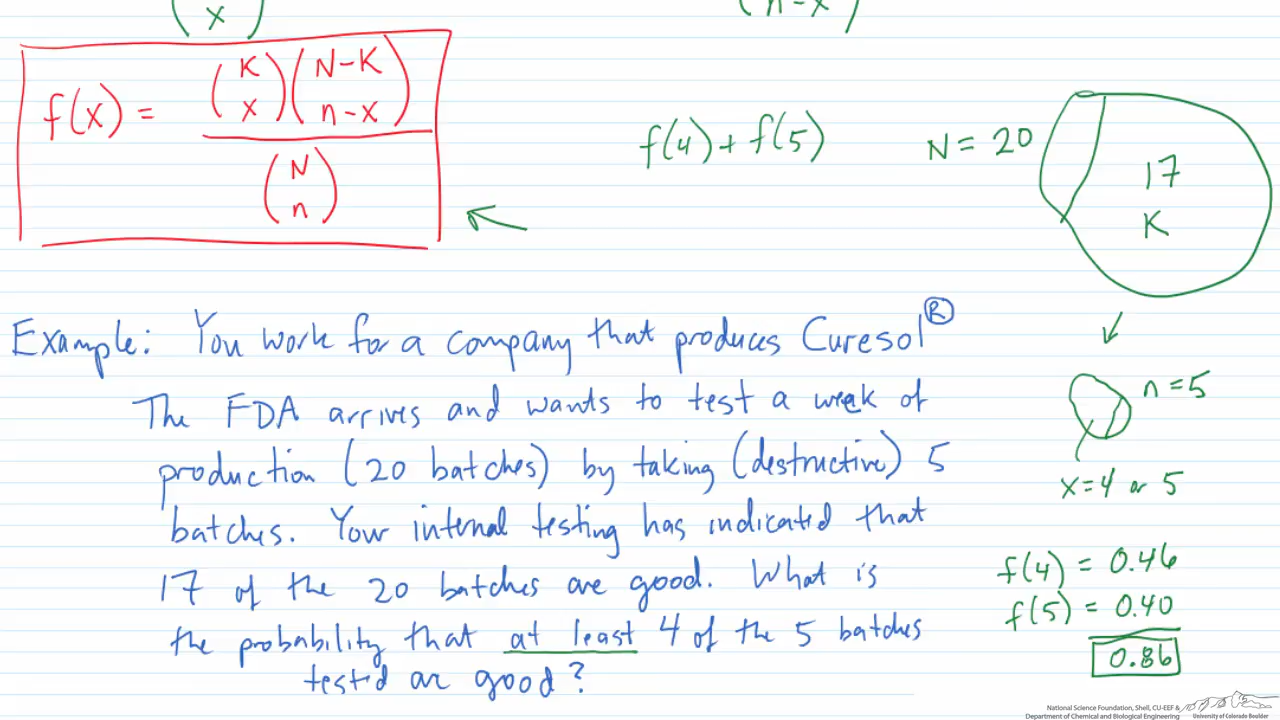 ( x )
( n-x )
f(x) = (K x)(N-K n-x) / (N n)
f(4) + f(5)
N = 20
17
K
Example: You work for a company that produces Curesol®
The FDA arrives and wants to test a week of
production (20 batches) by taking (destructive) 5
batches. Your internal testing has indicated that
17 of the 20 batches are good. What is
the probability that at least 4 of the 5 batches
tested are good?
n = 5
x = 4 or 5
f(4) = 0.46
f(5) = 0.40
0.86
National Science Foundation, Shell, CU-EEF &
Department of Chemical and Biological Engineering
University of Colorado Boulder